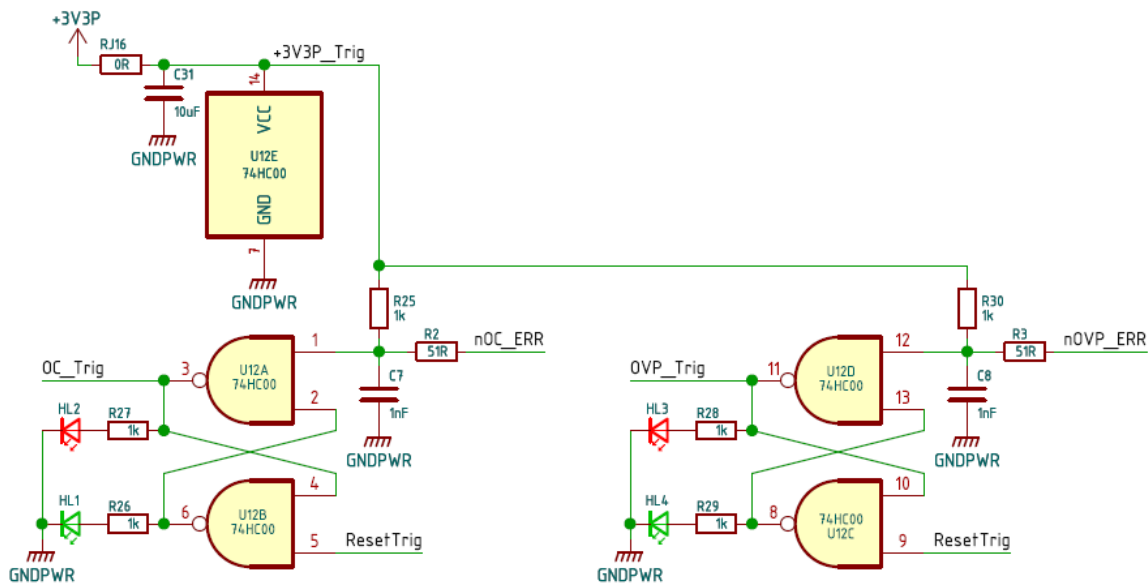 +3V3P
RJ16
0R
+3V3P_Trig
C31
10uF
GNDPWR
14
VCC
U12E
74HC00
GND
7
GNDPWR
R25
1k
R30
1k
R2
51R
nOC_ERR
R3
51R
nOVP_ERR
OC_Trig
3
U12A
74HC00
1
2
C7
1nF
GNDPWR
HL2
R27
1k
HL1
R26
1k
6
U12B
74HC00
4
5
ResetTrig
GNDPWR
OVP_Trig
11
U12D
74HC00
12
13
C8
1nF
GNDPWR
HL3
R28
1k
HL4
R29
1k
8
74HC00
U12C
10
9
ResetTrig
GNDPWR